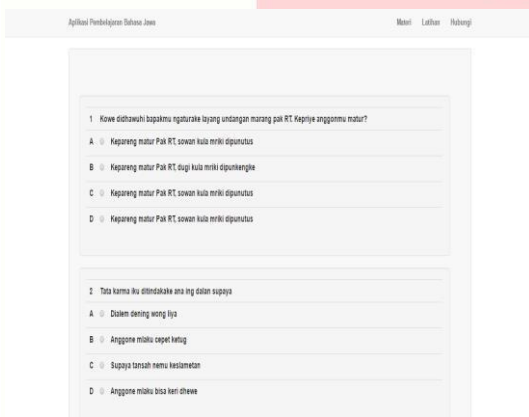 Aplikasi Pembelajaran Bahasa Jawa Materi Latihan Hubungi
1 Kowe didhawuhi bapakmu ngaturake layang undangan marang pak RT. Kepriye anggonmu matur?
A Kepareng matur Pak RT, sowan kula mriki dipunutus
B Kepareng matur Pak RT, dugi kula mriki dipunkengke
C Kepareng matur Pak RT, sowan kula mriki dipunutus
D Kepareng matur Pak RT, sowan kula mriki dipunutus
2 Tata karma iku ditindakake ana ing dalan supaya
A Dialem dening wong liya
B Anggone mlaku cepet ketug
C Supaya tansah nemu keslametan
D Anggone mlaku bisa keri dhewe